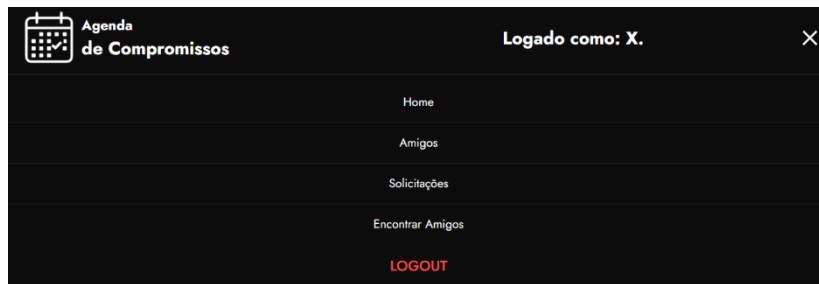 Agenda
de Compromissos
Logado como: X.
Home
Amigos
Solicitações
Encontrar Amigos
LOGOUT